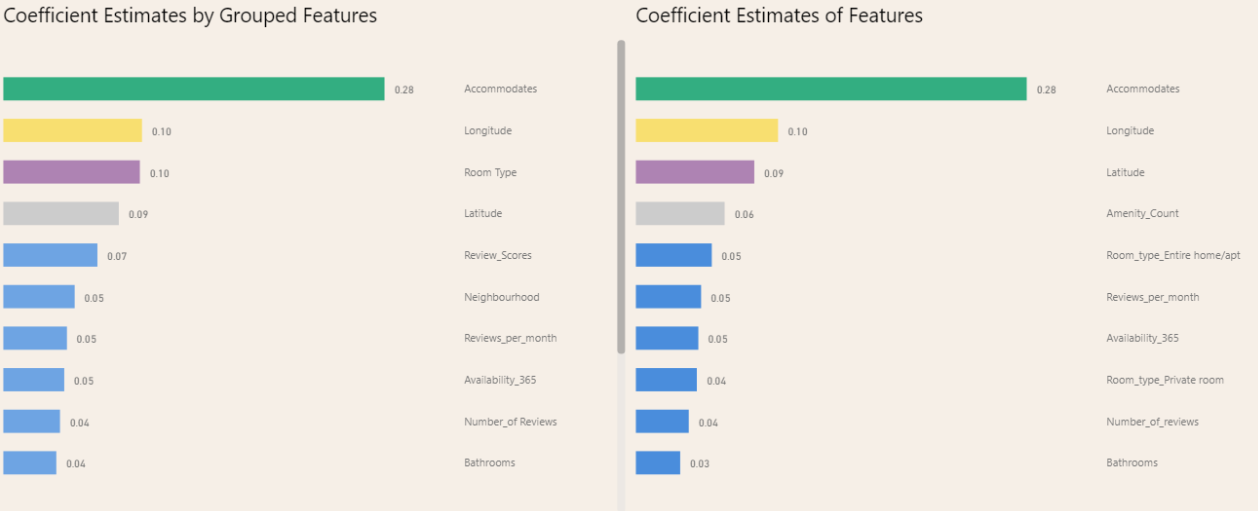 Coefficient Estimates by Grouped Features
0.28 Accommodates
0.10 Longitude
0.10 Room Type
0.09 Latitude
0.07 Review_Scores
0.05 Neighbourhood
0.05 Reviews_per_month
0.05 Availability_365
0.04 Number_of Reviews
0.04 Bathrooms
Coefficient Estimates of Features
0.28 Accommodates
0.10 Longitude
0.09 Latitude
0.06 Amenity_Count
0.05 Room_type_Entire home/apt
0.05 Reviews_per_month
0.05 Availability_365
0.04 Room_type_Private room
0.04 Number_of_reviews
0.03 Bathrooms